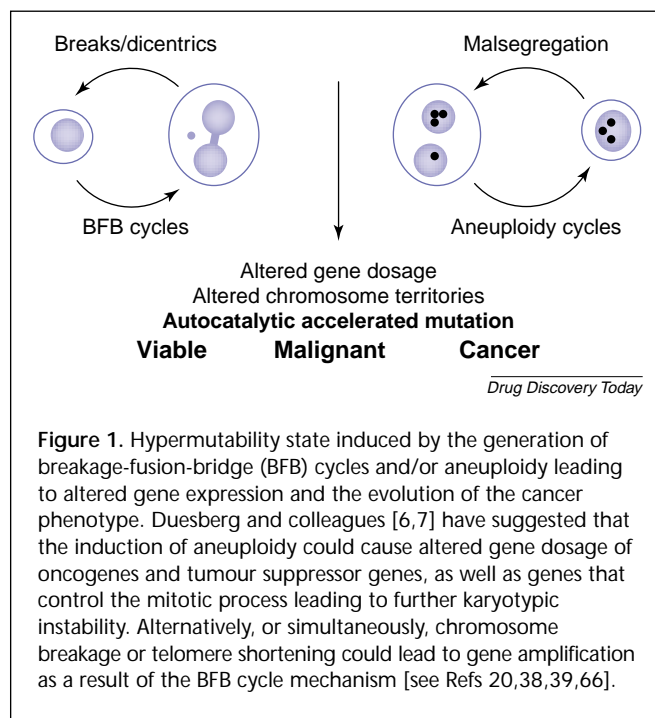 Breaks/dicentrics
Malsegregation
BFB cycles
Aneuploidy cycles
Altered gene dosage
Altered chromosome territories
Autocatalytic accelerated mutation
Viable Malignant Cancer
Drug Discovery Today
Figure 1. Hypermutability state induced by the generation of
breakage-fusion-bridge (BFB) cycles and/or aneuploidy leading
to altered gene expression and the evolution of the cancer
phenotype. Duesberg and colleagues [6,7] have suggested that
the induction of aneuploidy could cause altered gene dosage of
oncogenes and tumour suppressor genes, as well as genes that
control the mitotic process leading to further karyotypic
instability. Alternatively, or simultaneously, chromosome
breakage or telomere shortening could lead to gene amplification
as a result of the BFB cycle mechanism [see Refs 20,38,39,66].